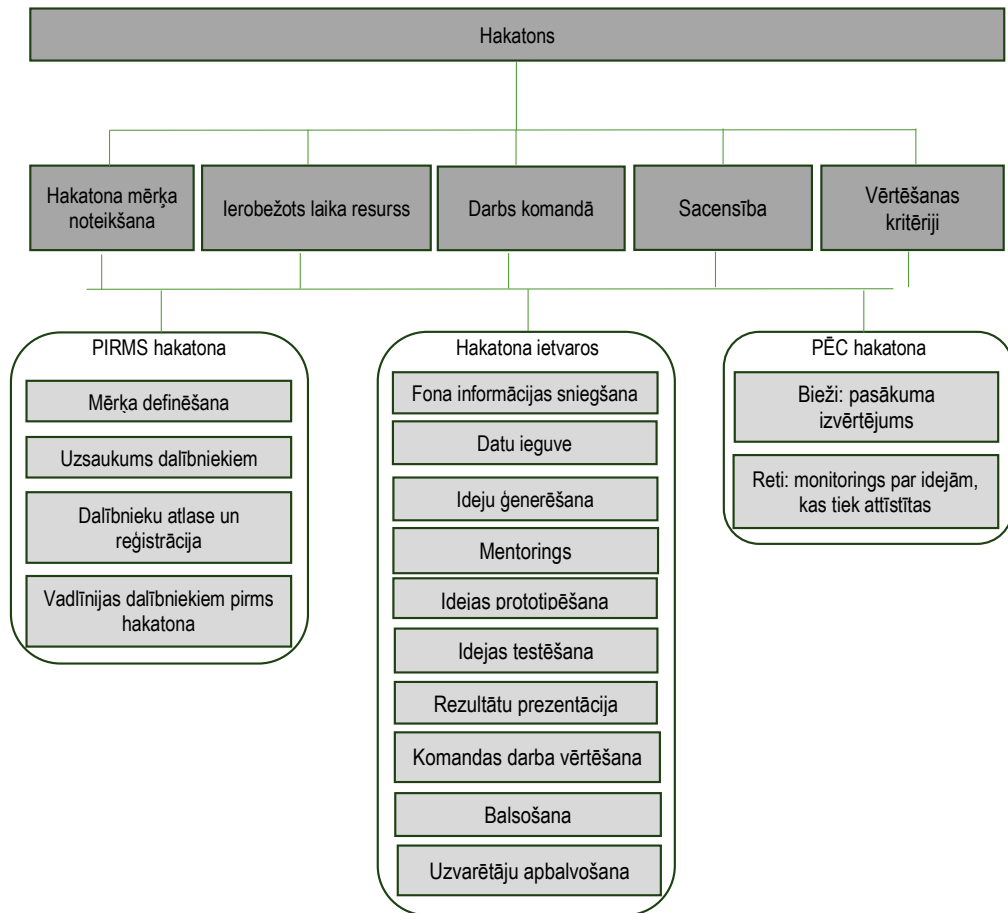 Hakatons
Hakatona mērķa
noteikšana
Ierobežots laika resurss
Darbs komandā
Sacensība
Vērtēšanas
kritēriji
PIRMS hakatona
Mērķa definēšana
Uzsaukums dalībniekiem
Dalībnieku atlase un
reģistrācija
Vadlīnijas dalībniekiem pirms
hakatona
Hakatona ietvaros
Fona informācijas sniegšana
Datu ieguve
Ideju ģenerēšana
Mentorings
Idejas prototipēšana
Idejas testēšana
Rezultātu prezentācija
Komandas darba vērtēšana
Balsošana
Uzvarētāju apbalvošana
PĒC hakatona
Bieži: pasākuma
izvērtējums
Reti: monitorings par idejām,
kas tiek attīstītas